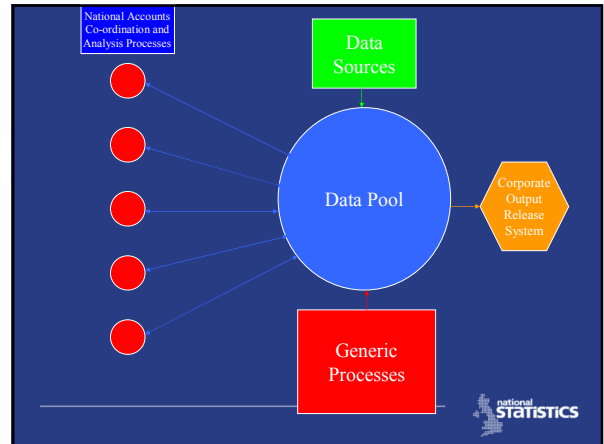 National Accounts
Co-ordination and
Analysis Processes
Data
Sources
Data Pool
Corporate
Output
Release
System
Generic
Processes
national
STATISTICS